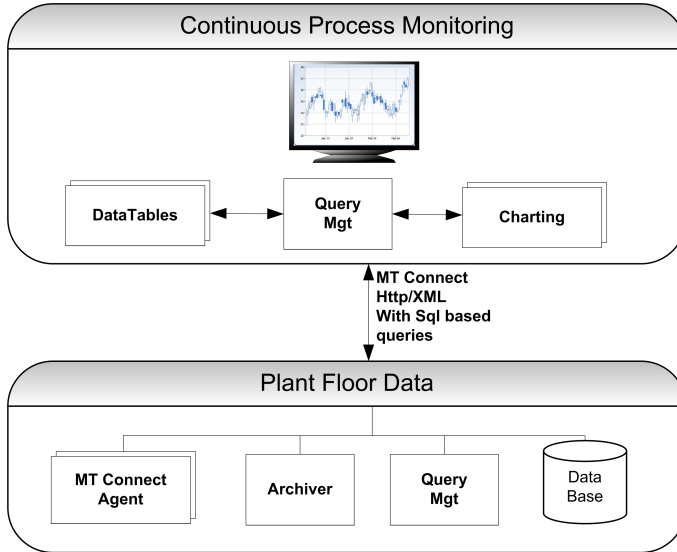 Continuous Process Monitoring
DataTables
Query
Mgt
Charting
MT Connect
Http/XML
With Sql based
queries
Plant Floor Data
MT Connect
Agent
Archiver
Query
Mgt
Data
Base